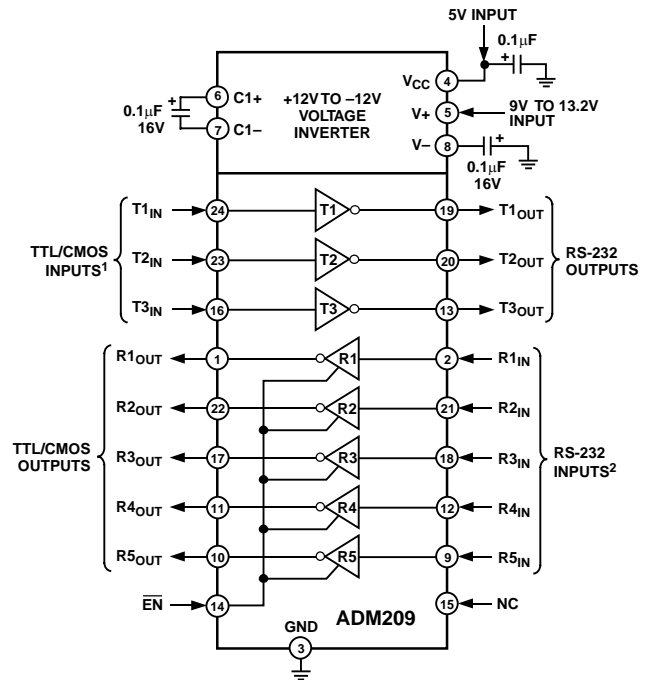 5V INPUT
0.1μF
+
VCC 4
6 C1+
+12V TO –12V
VOLTAGE
INVERTER
+
0.1μF
16V
7 C1–
V+ 5
9V TO 13.2V
INPUT
V– 8
+
0.1μF
16V
TTL/CMOS
INPUTS1
T1IN 24 T1 19 T1OUT
T2IN 23 T2 20 T2OUT
T3IN 16 T3 13 T3OUT
RS-232
OUTPUTS
TTL/CMOS
OUTPUTS
R1OUT 1 R1 2 R1IN
R2OUT 22 R2 21 R2IN
R3OUT 17 R3 18 R3IN
R4OUT 11 R4 12 R4IN
R5OUT 10 R5 9 R5IN
RS-232
INPUTS2
EN 14
15 NC
ADM209
GND
3